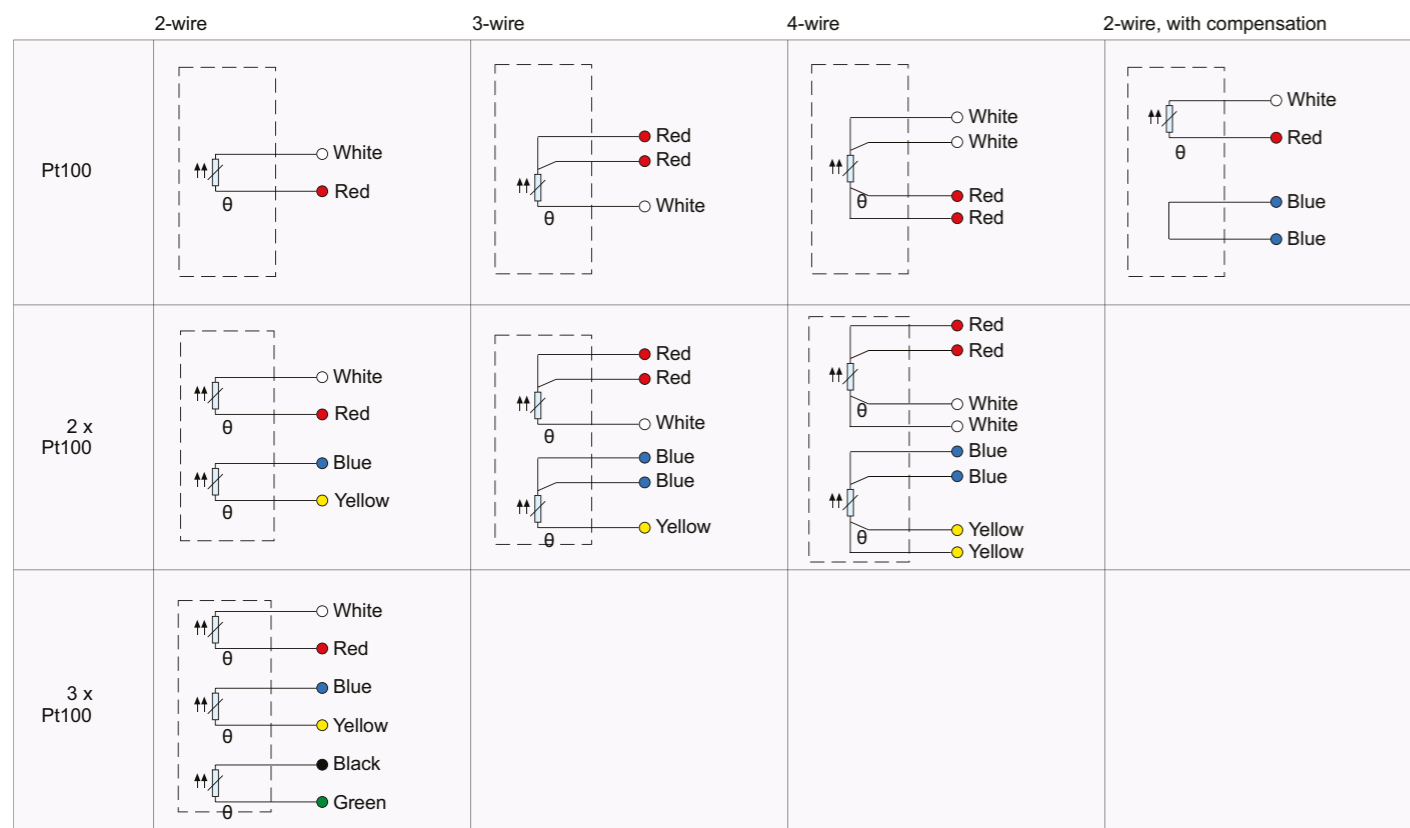 2-wire
3-wire
4-wire
2-wire, with compensation
Pt100
White
Red
θ
Red
Red
White
θ
White
White
Red
Red
θ
White
Red
θ
Blue
Blue
2 x
Pt100
White
Red
θ
Blue
Yellow
θ
Red
Red
White
θ
Blue
Blue
Yellow
θ
Red
Red
White
White
θ
Blue
Blue
Yellow
Yellow
θ
3 x
Pt100
White
Red
θ
Blue
Yellow
θ
Black
Green
θ